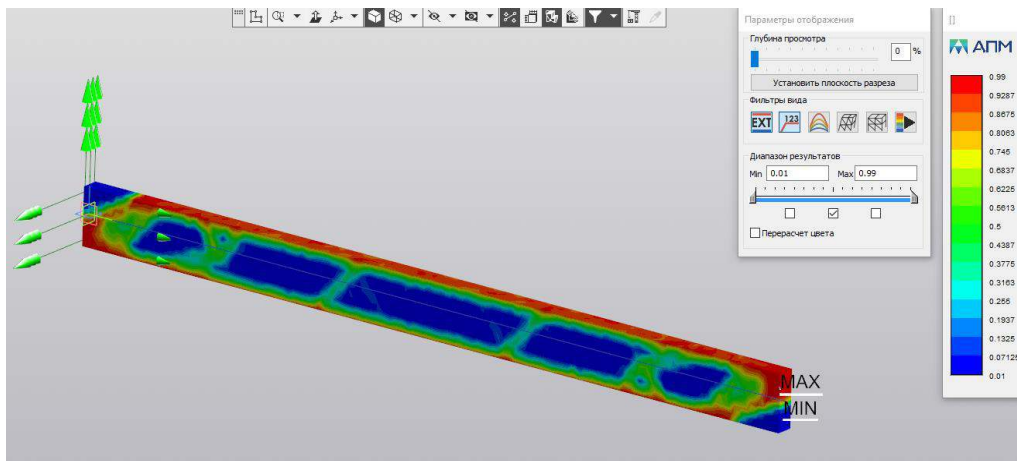 Параметры отображения
Глубина просмотра
0 %
Установить плоскость разреза
Фильтры вида
EXT
123
Диапазон результатов
Min 0.01 Max 0.99
Перерасчет цвета
[]
АПМ
0.99
0.9287
0.8675
0.8063
0.745
0.6837
0.6225
0.5613
0.5
0.4387
0.3775
0.3163
0.255
0.1937
0.1325
0.07125
0.01
MAX
MIN